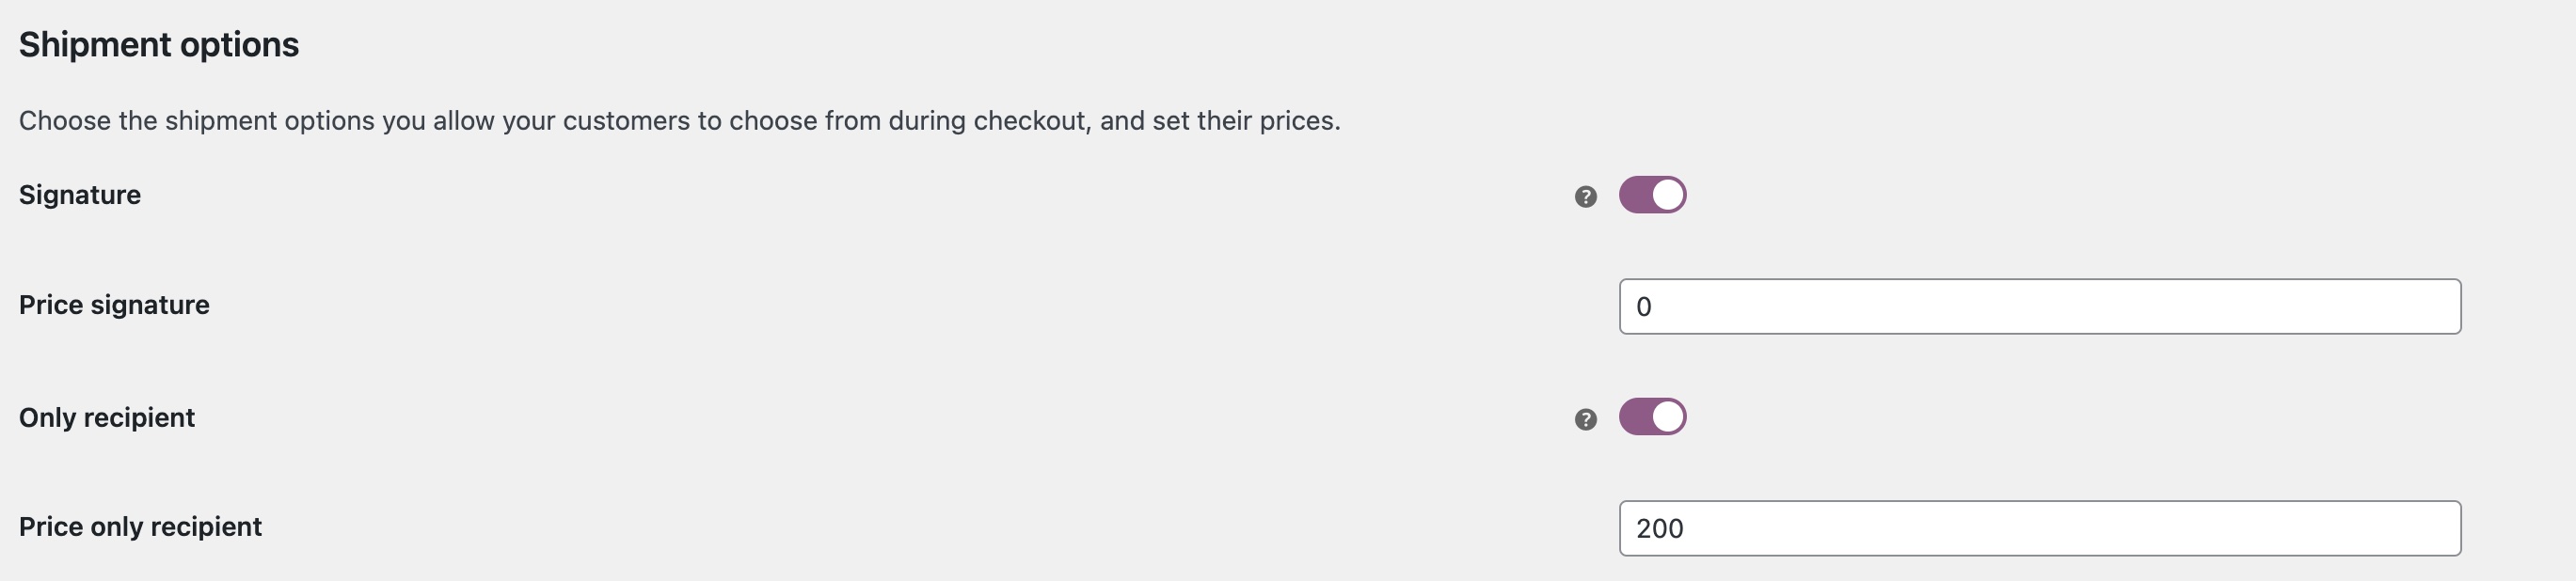 Shipment options
Choose the shipment options you allow your customers to choose from during checkout, and set their prices.
Signature ?
Price signature 0
Only recipient ?
Price only recipient 200